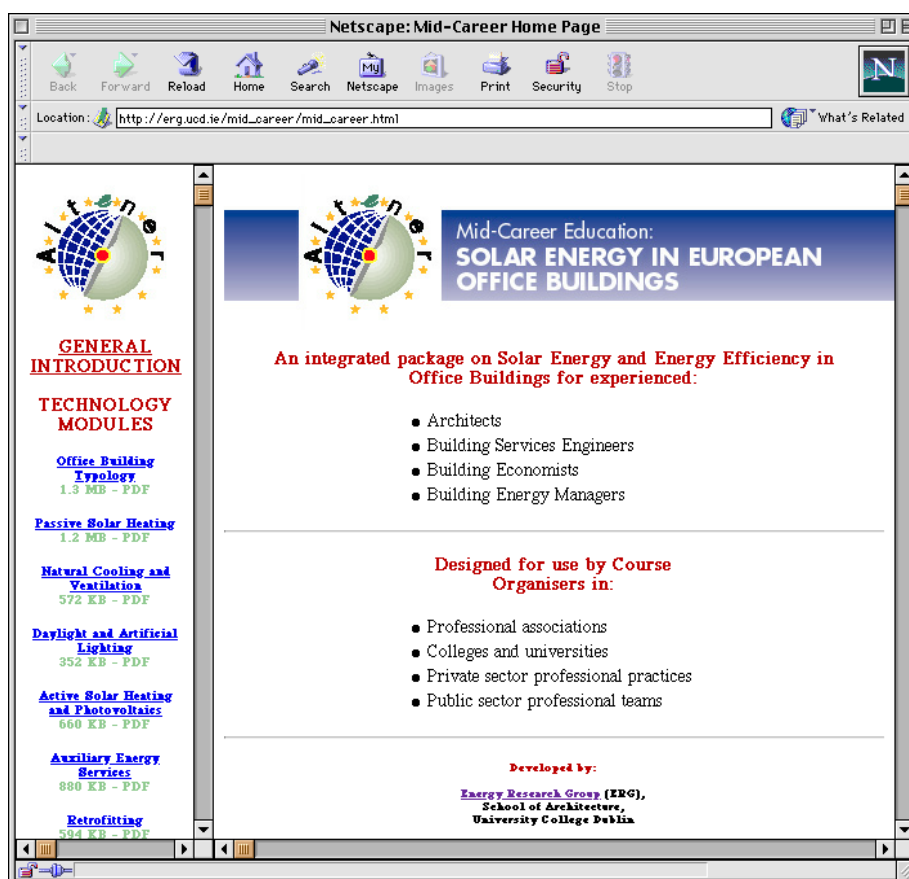 Netscape: Mid-Career Home Page
Back Forward Reload Home Search Netscape Images Print Security Stop
My
N
Location: http://erg.ucd.ie/mid_career/mid_career.html
What's Related
Altener
GENERAL
INTRODUCTION
TECHNOLOGY
MODULES
Office Building
Typology
1.3 MB - PDF
Passive Solar Heating
1.2 MB - PDF
Natural Cooling and
Ventilation
572 KB - PDF
Daylight and Artificial
Lighting
352 KB - PDF
Active Solar Heating
and Photovoltaics
660 KB - PDF
Auxiliary Energy
Services
880 KB - PDF
Retrofitting
594 KB - PDF
Altener
Mid-Career Education:
SOLAR ENERGY IN EUROPEAN
OFFICE BUILDINGS
An integrated package on Solar Energy and Energy Efficiency in
Office Buildings for experienced:
● Architects
● Building Services Engineers
● Building Economists
● Building Energy Managers
Designed for use by Course
Organisers in:
● Professional associations
● Colleges and universities
● Private sector professional practices
● Public sector professional teams
Developed by:
Energy Research Group (ERG),
School of Architecture,
University College Dublin